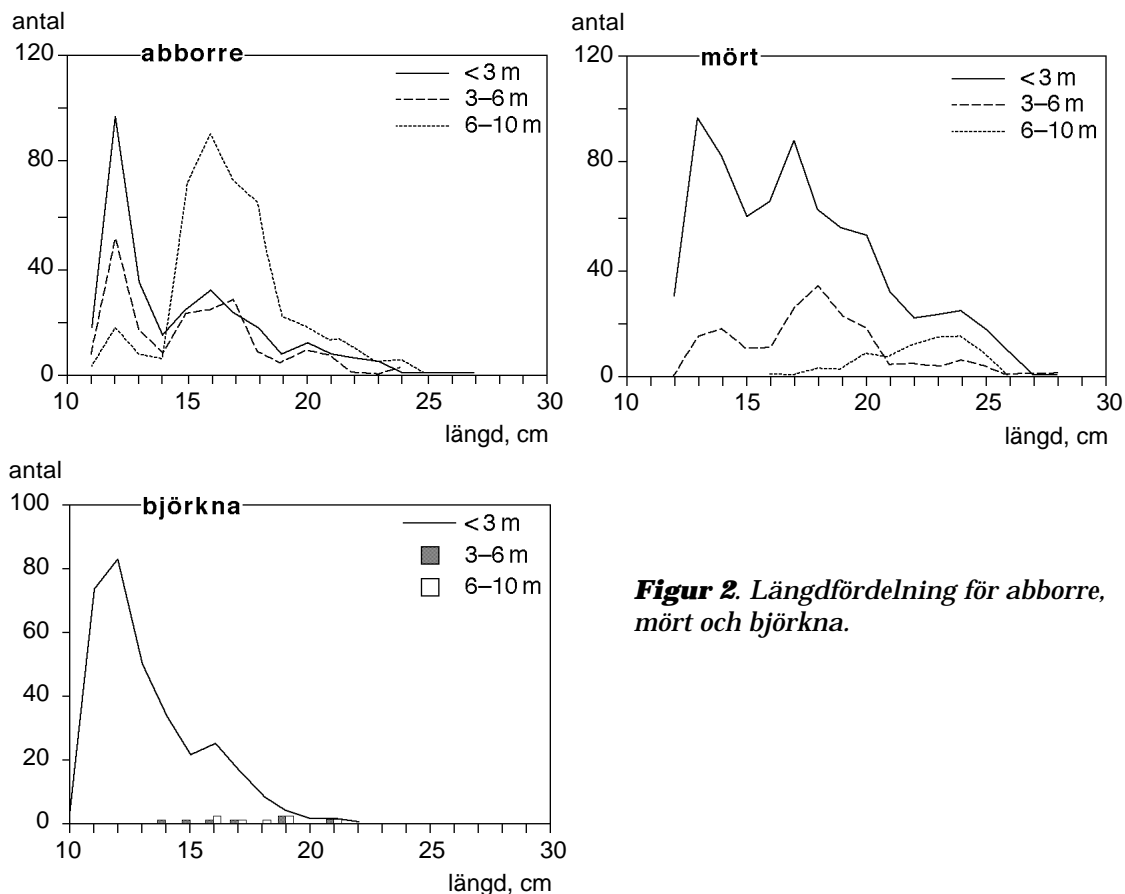 antal
abborre
120
80
40
0
10 15 20 25 30
längd, cm
< 3 m
3–6 m
6–10 m
antal
mört
120
80
40
0
10 15 20 25 30
längd, cm
< 3 m
3–6 m
6–10 m
antal
björkna
100
80
60
40
20
0
10 15 20 25 30
längd, cm
< 3 m
3–6 m
6–10 m
Figur 2. Längdfördelning för abborre,
mört och björkna.